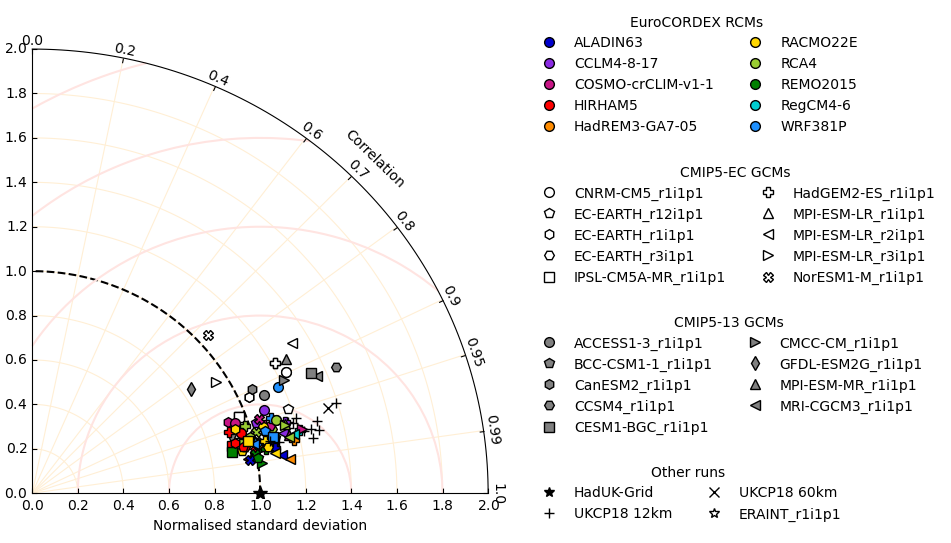 0.0
0.2
0.4
0.6
0.7
0.8
0.9
0.95
0.99
1.0
Correlation
2.0
1.8
1.6
1.4
1.2
1.0
0.8
0.6
0.4
0.2
0.0
0.0 0.2 0.4 0.6 0.8 1.0 1.2 1.4 1.6 1.8 2.0
Normalised standard deviation
EuroCORDEX RCMs
ALADIN63 RACMO22E
CCLM4-8-17 RCA4
COSMO-crCLIM-v1-1 REMO2015
HIRHAM5 RegCM4-6
HadREM3-GA7-05 WRF381P
CMIP5-EC GCMs
CNRM-CM5_r1i1p1 HadGEM2-ES_r1i1p1
EC-EARTH_r12i1p1 MPI-ESM-LR_r1i1p1
EC-EARTH_r1i1p1 MPI-ESM-LR_r2i1p1
EC-EARTH_r3i1p1 MPI-ESM-LR_r3i1p1
IPSL-CM5A-MR_r1i1p1 NorESM1-M_r1i1p1
CMIP5-13 GCMs
ACCESS1-3_r1i1p1 CMCC-CM_r1i1p1
BCC-CSM1-1_r1i1p1 GFDL-ESM2G_r1i1p1
CanESM2_r1i1p1 MPI-ESM-MR_r1i1p1
CCSM4_r1i1p1 MRI-CGCM3_r1i1p1
CESM1-BGC_r1i1p1
Other runs
HadUK-Grid UKCP18 60km
UKCP18 12km ERAINT_r1i1p1